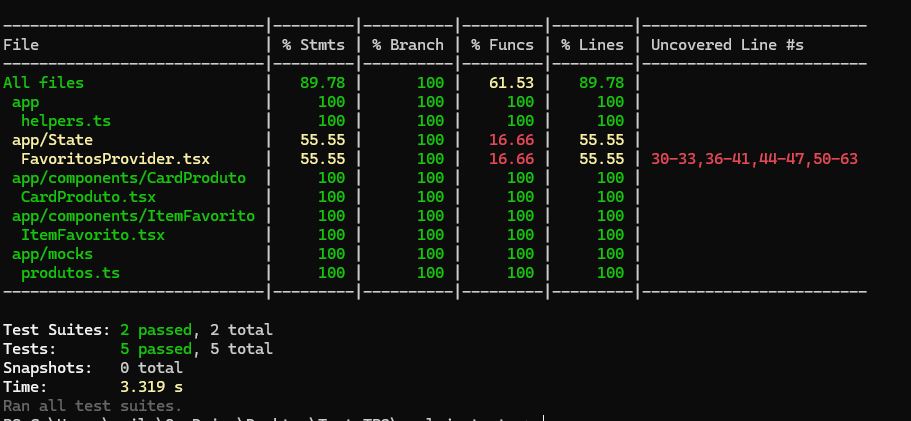 ----------------------------|---------|----------|---------|---------|-------------------------
File                        | % Stmts | % Branch | % Funcs | % Lines | Uncovered Line #s
----------------------------|---------|----------|---------|---------|-------------------------
All files                   |   89.78 |      100 |   61.53 |   89.78 |
 app                        |     100 |      100 |     100 |     100 |
  helpers.ts                |     100 |      100 |     100 |     100 |
 app/State                  |   55.55 |      100 |   16.66 |   55.55 |
  FavoritosProvider.tsx     |   55.55 |      100 |   16.66 |   55.55 | 30-33,36-41,44-47,50-63
 app/components/CardProduto |     100 |      100 |     100 |     100 |
  CardProduto.tsx           |     100 |      100 |     100 |     100 |
 app/components/ItemFavorito |     100 |      100 |     100 |     100 |
  ItemFavorito.tsx          |     100 |      100 |     100 |     100 |
 app/mocks                  |     100 |      100 |     100 |     100 |
  produtos.ts               |     100 |      100 |     100 |     100 |
----------------------------|---------|----------|---------|---------|-------------------------
Test Suites: 2 passed, 2 total
Tests:       5 passed, 5 total
Snapshots:   0 total
Time:        3.319 s
Ran all test suites.